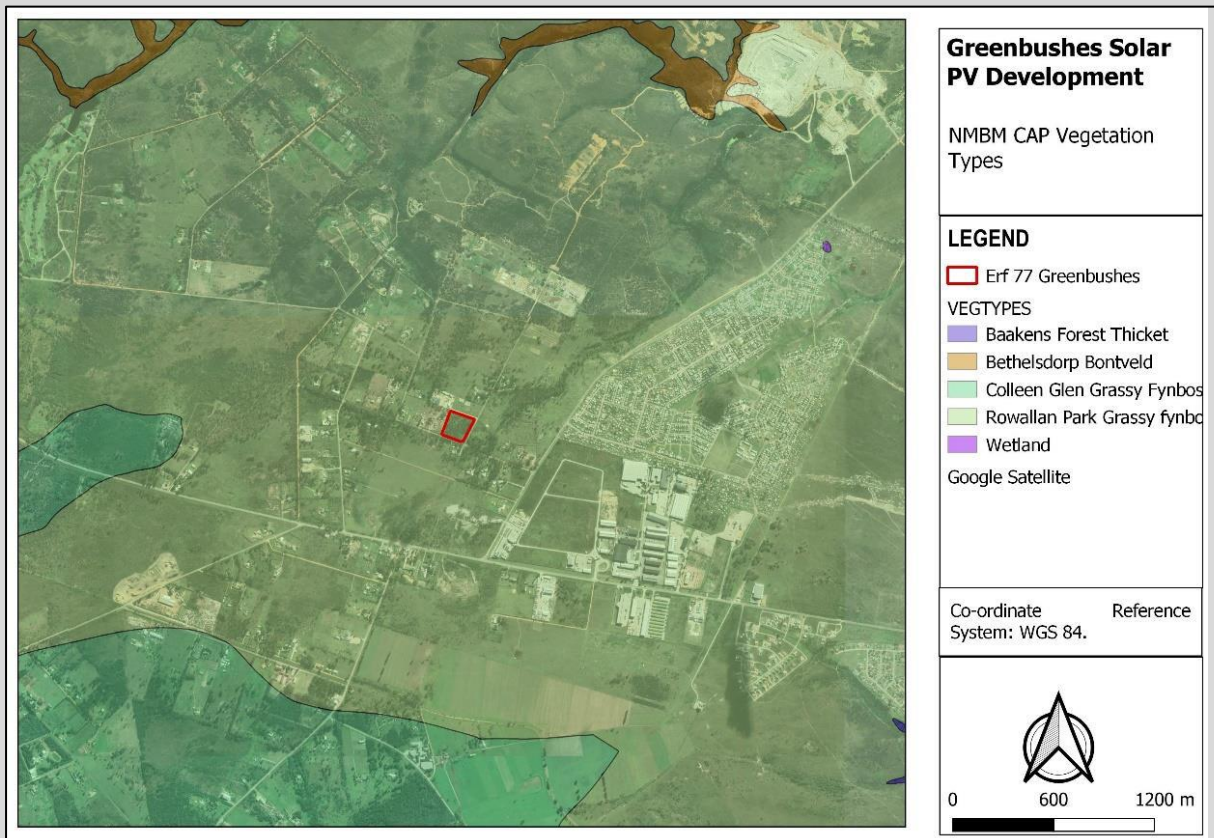 Greenbushes Solar
PV Development
NMBM CAP Vegetation
Types
LEGEND
Erf 77 Greenbushes
VEGTYPES
Baakens Forest Thicket
Bethelsdorp Bontveld
Colleen Glen Grassy Fynbos
Rowallan Park Grassy fynbo
Wetland
Google Satellite
Co-ordinate Reference
System: WGS 84.
0 600 1200 m